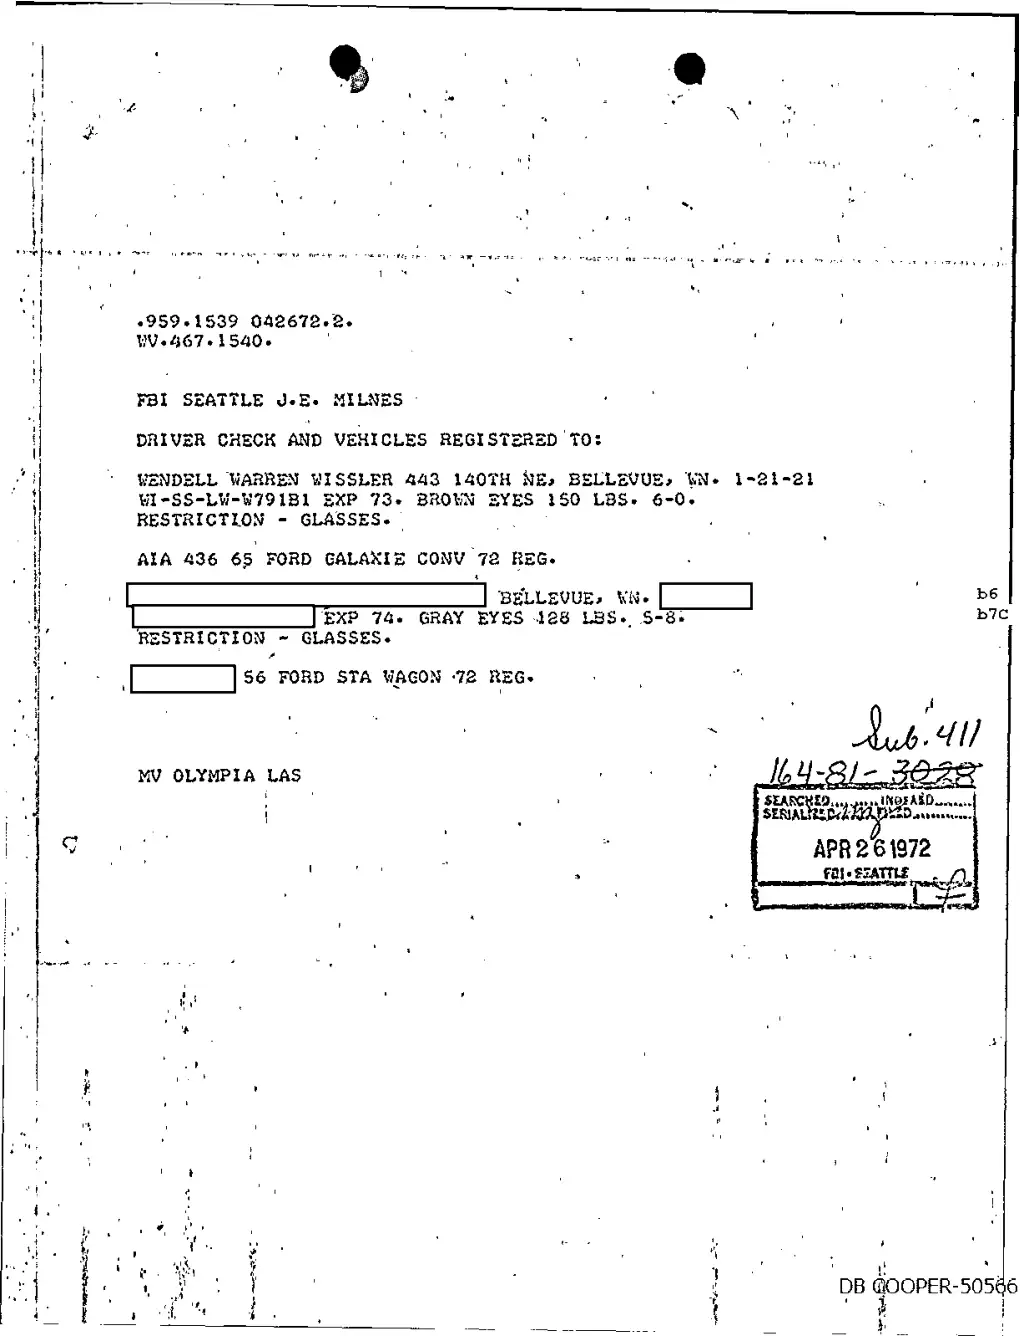 .959.1539 042672.2.
WV.467.1540.
FBI SEATTLE J.E. MILNES
DRIVER CHECK AND VEHICLES REGISTERED TO:
WENDELL WARREN WISSLER 443 140TH NE, BELLEVUE, WN. 1-21-21
WI-SS-LW-W791B1 EXP 73. BROWN EYES 150 LBS. 6-0.
RESTRICTION - GLASSES.
AIA 436 65 FORD GALAXIE CONV 72 REG.
BELLEVUE, WN.
b6
EXP 74. GRAY EYES 128 LBS. 5-8.
b7C
RESTRICTION - GLASSES.
56 FORD STA WAGON 72 REG.
Sub. 411
164-81-3028
MV OLYMPIA LAS
SEARCHED..........INDEXED..........
SERIALIZED..........
APR 26 1972
FBI - SEATTLE
DB COOPER-50566